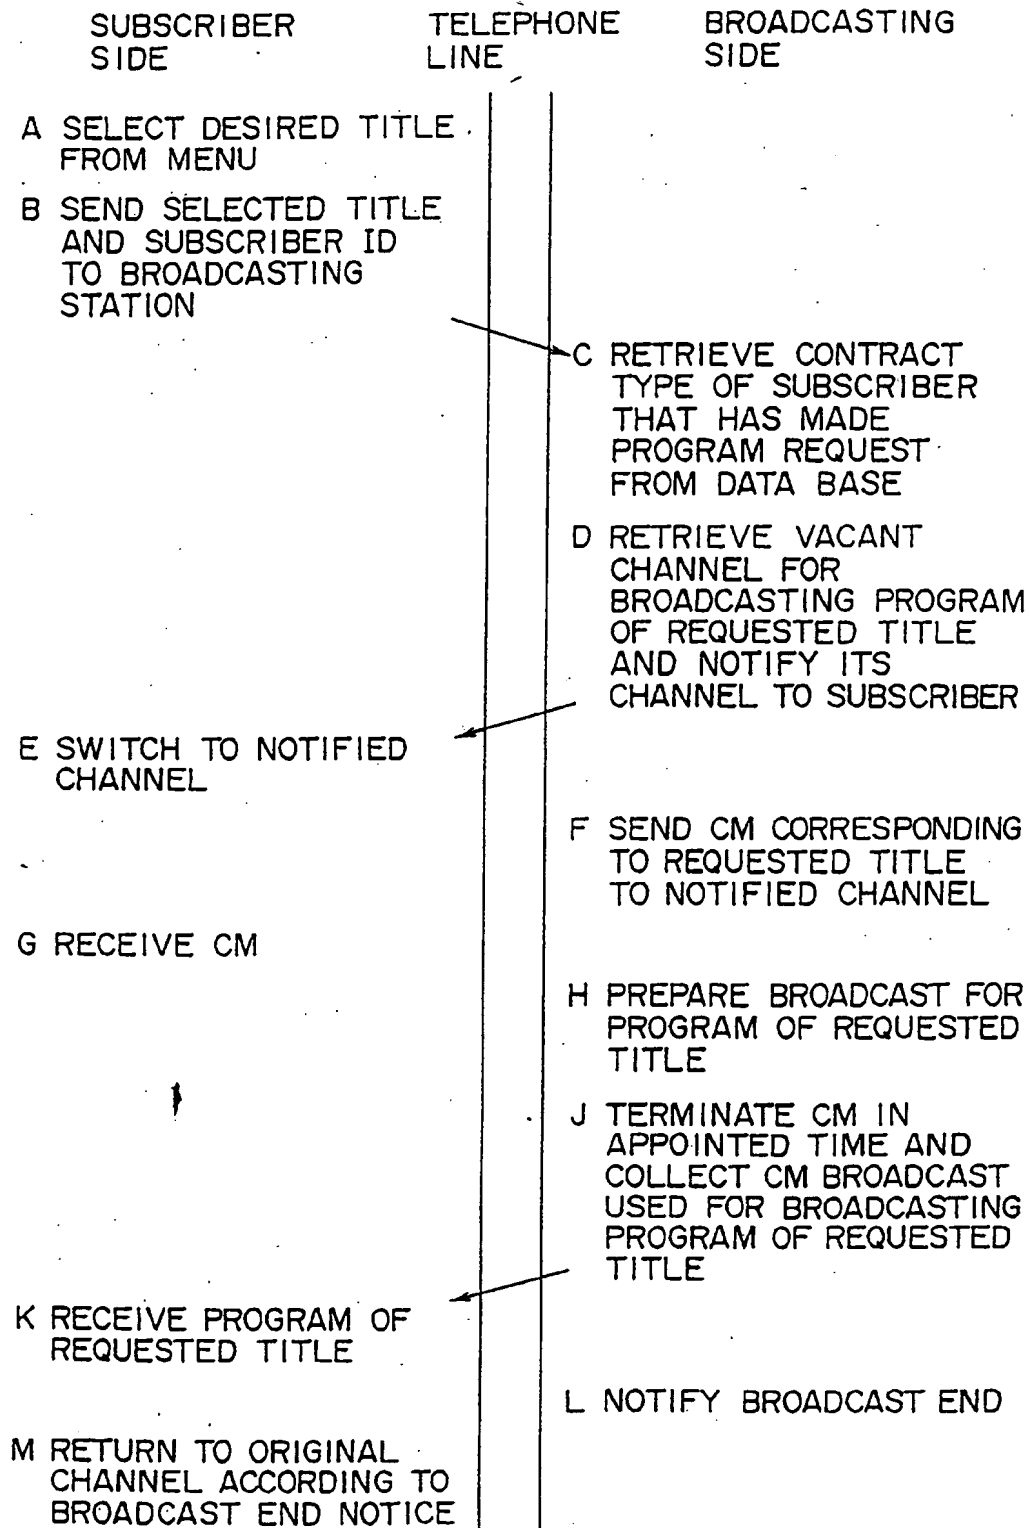 SUBSCRIBER SIDE
TELEPHONE LINE
BROADCASTING SIDE
A SELECT DESIRED TITLE
FROM MENU
B SEND SELECTED TITLE
AND SUBSCRIBER ID
TO BROADCASTING
STATION
C RETRIEVE CONTRACT
TYPE OF SUBSCRIBER
THAT HAS MADE
PROGRAM REQUEST
FROM DATA BASE
D RETRIEVE VACANT
CHANNEL FOR
BROADCASTING PROGRAM
OF REQUESTED TITLE
AND NOTIFY ITS
CHANNEL TO SUBSCRIBER
E SWITCH TO NOTIFIED
CHANNEL
F SEND CM CORRESPONDING
TO REQUESTED TITLE
TO NOTIFIED CHANNEL
G RECEIVE CM
H PREPARE BROADCAST FOR
PROGRAM OF REQUESTED
TITLE
J TERMINATE CM IN
APPOINTED TIME AND
COLLECT CM BROADCAST
USED FOR BROADCASTING
PROGRAM OF REQUESTED
TITLE
K RECEIVE PROGRAM OF
REQUESTED TITLE
L NOTIFY BROADCAST END
M RETURN TO ORIGINAL
CHANNEL ACCORDING TO
BROADCAST END NOTICE